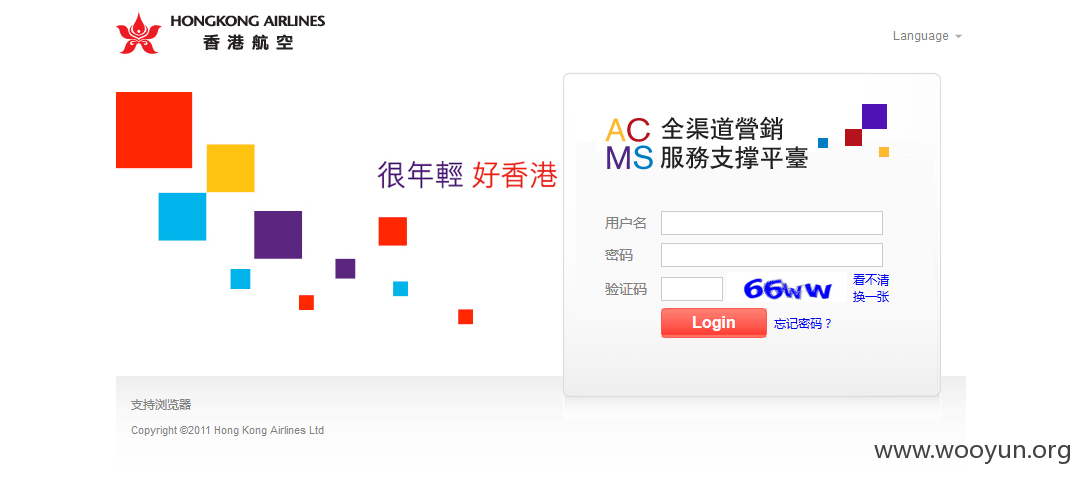 HONGKONG AIRLINES
香港航空
Language
很年輕 好香港
AC
MS
全渠道營銷
服務支撑平臺
用户名
密码
验证码
66ww
看不清
换一张
Login
忘记密码？
支持浏览器
Copyright ©2011 Hong Kong Airlines Ltd
www.wooyun.org